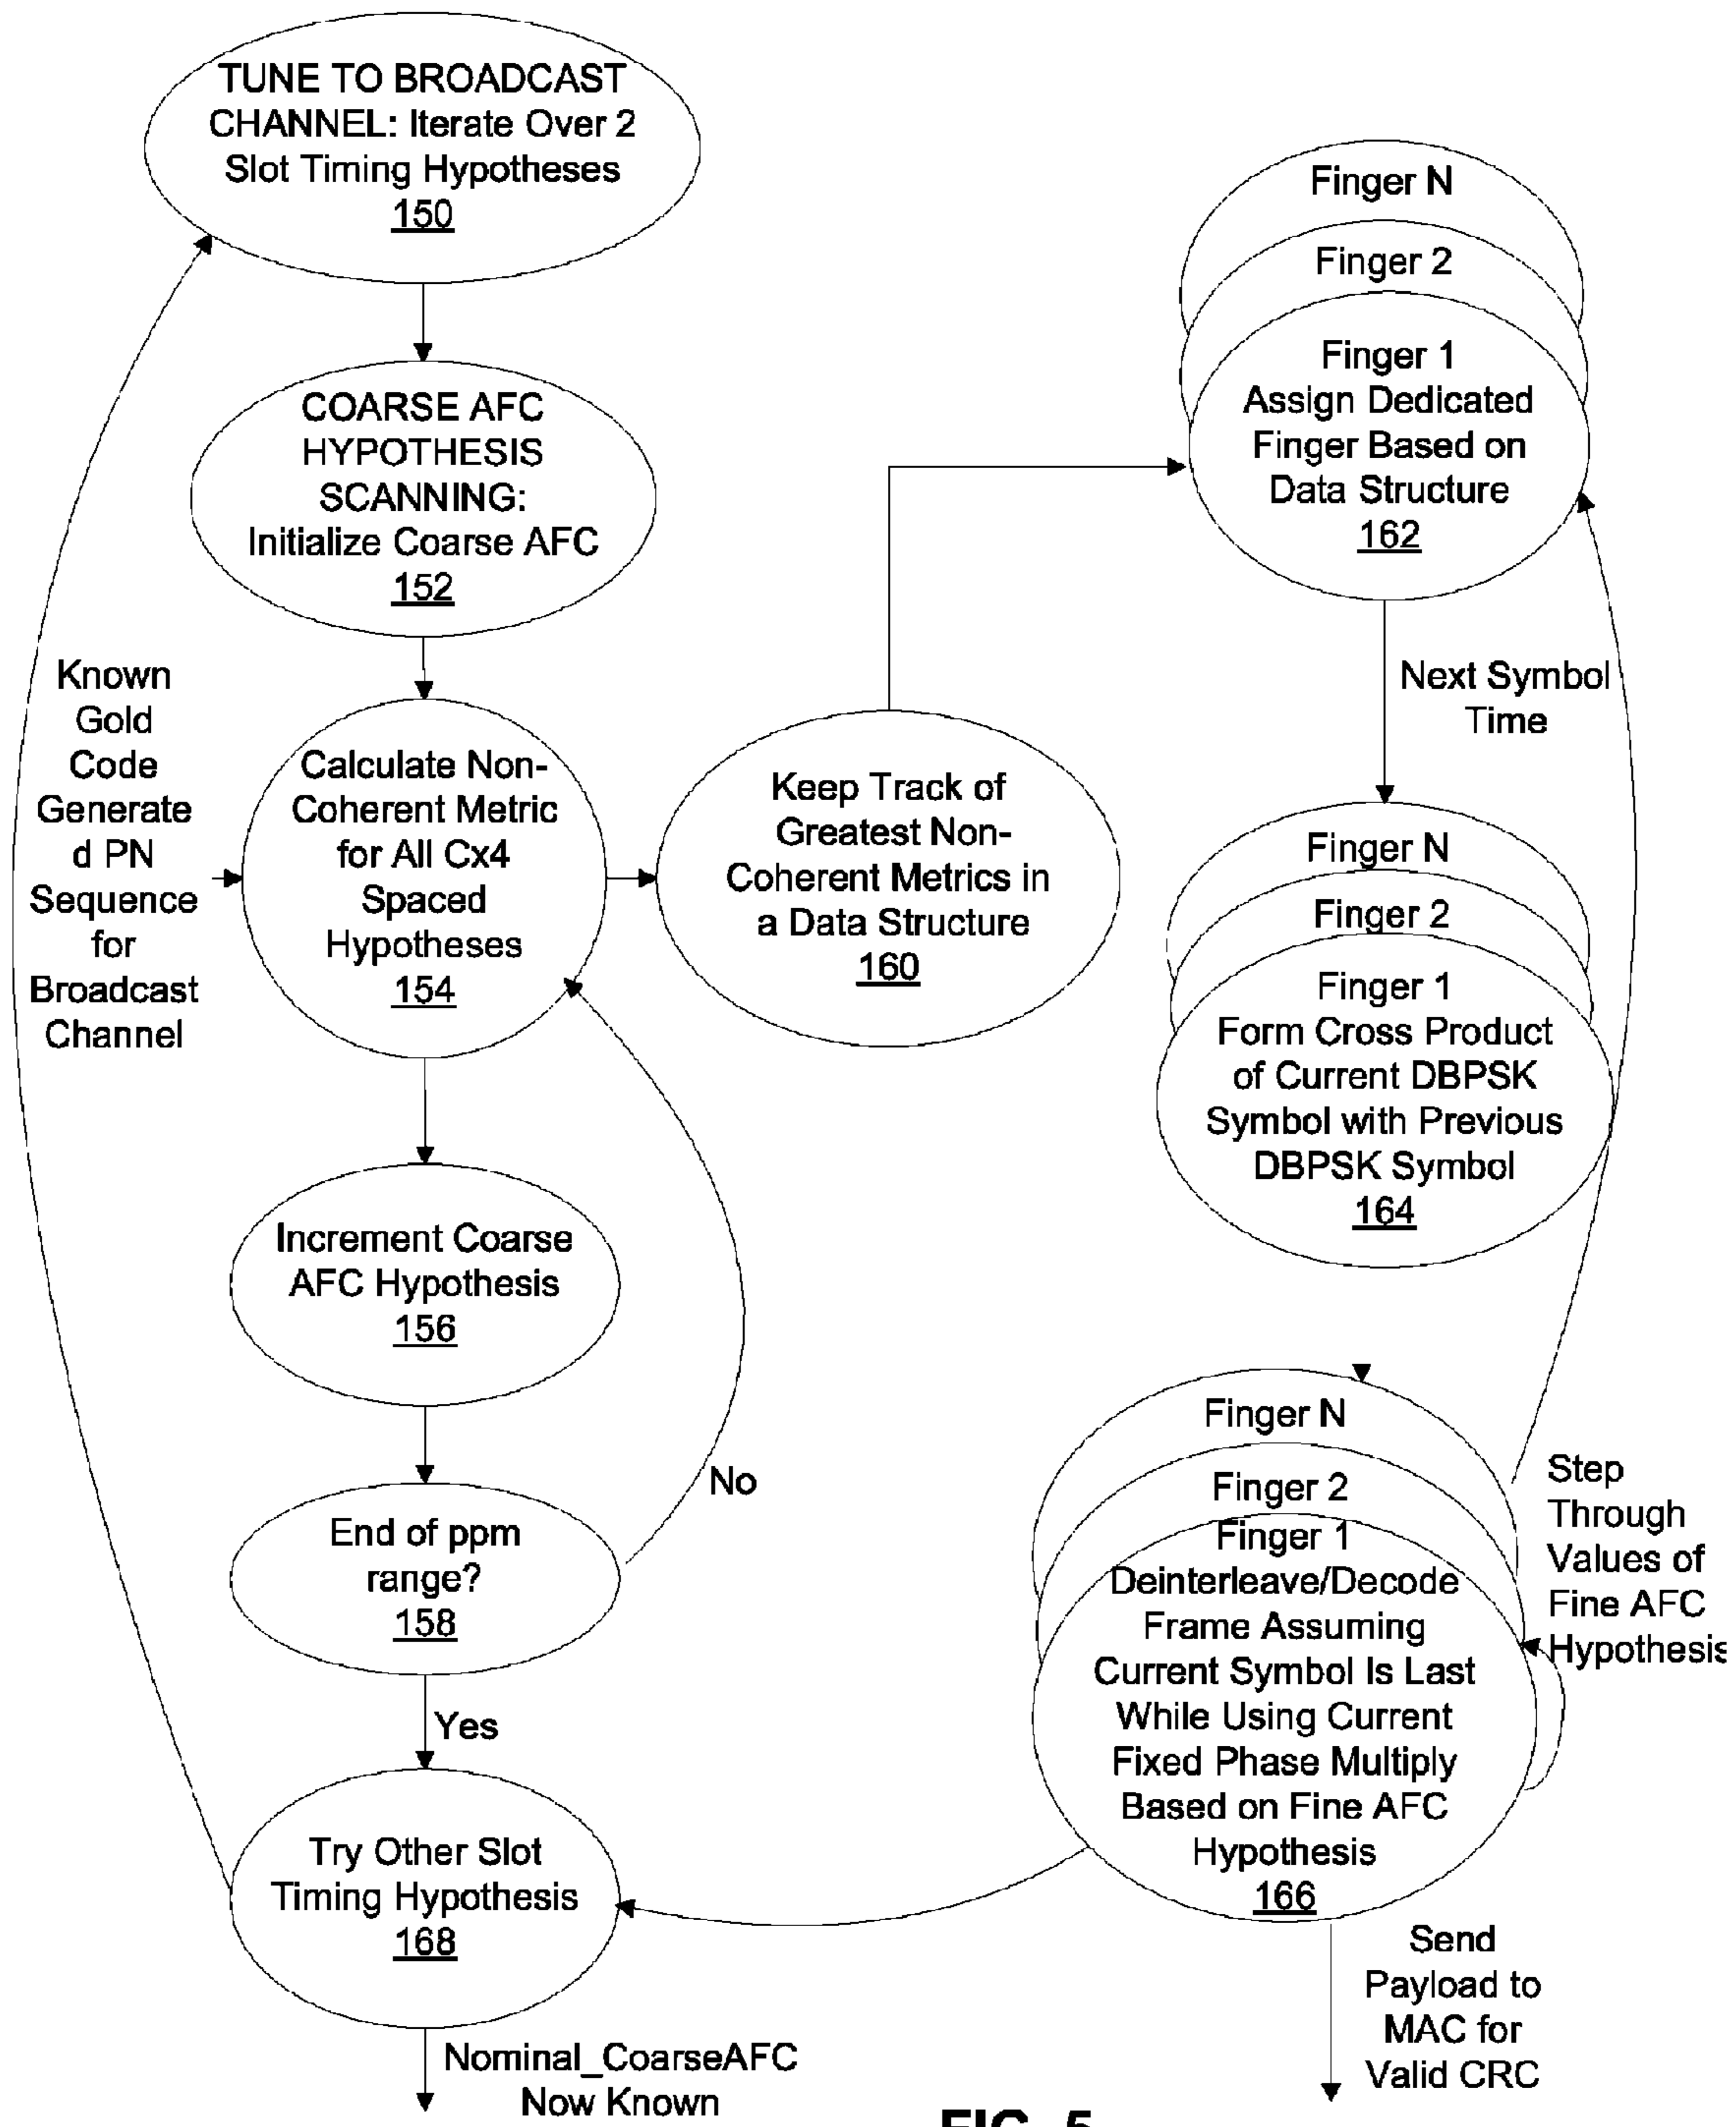 TUNE TO BROADCAST
CHANNEL: Iterate Over 2
Slot Timing Hypotheses
150
COARSE AFC
HYPOTHESIS
SCANNING:
Initialize Coarse AFC
152
Known
Gold
Code
Generate
d PN
Sequence
for
Broadcast
Channel
Calculate Non-
Coherent Metric
for All Cx4
Spaced
Hypotheses
154
Increment Coarse
AFC Hypothesis
156
End of ppm
range?
158
No
Yes
Try Other Slot
Timing Hypothesis
168
Nominal_CoarseAFC
Now Known
Keep Track of
Greatest Non-
Coherent Metrics in
a Data Structure
160
Finger N
Finger 2
Finger 1
Assign Dedicated
Finger Based on
Data Structure
162
Next Symbol
Time
Finger N
Finger 2
Finger 1
Form Cross Product
of Current DBPSK
Symbol with Previous
DBPSK Symbol
164
Finger N
Finger 2
Finger 1
Deinterleave/Decode
Frame Assuming
Current Symbol Is Last
While Using Current
Fixed Phase Multiply
Based on Fine AFC
Hypothesis
166
Step
Through
Values of
Fine AFC
Hypothesis
Send
Payload to
MAC for
Valid CRC
FIG. 5